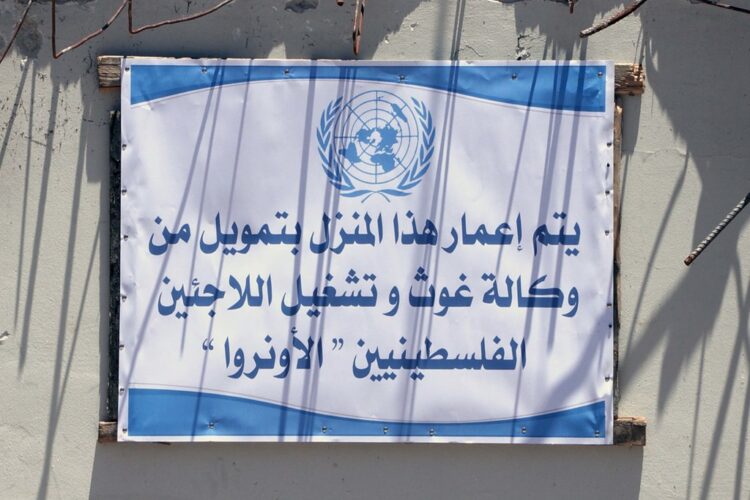 يتم إعمار هذا المنزل بتمويل من
وكالة غوث و تشغيل اللاجئين
الفلسطينيين " الأونروا "